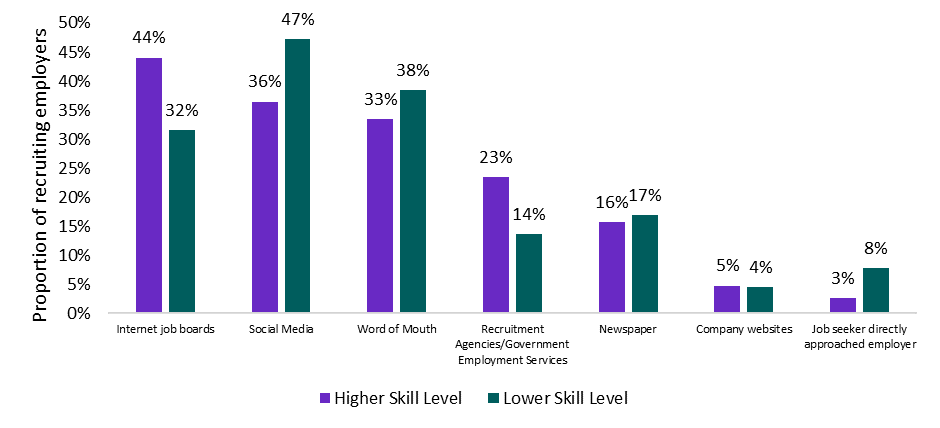 Proportion of recruiting employers
50%
45%
40%
35%
30%
25%
20%
15%
10%
5%
0%
44%
32%
36%
47%
33%
38%
23%
14%
16%
17%
5%
4%
3%
8%
Internet job boards
Social Media
Word of Mouth
Recruitment
Agencies/Government
Employment Services
Newspaper
Company websites
Job seeker directly
approached employer
Higher Skill Level
Lower Skill Level